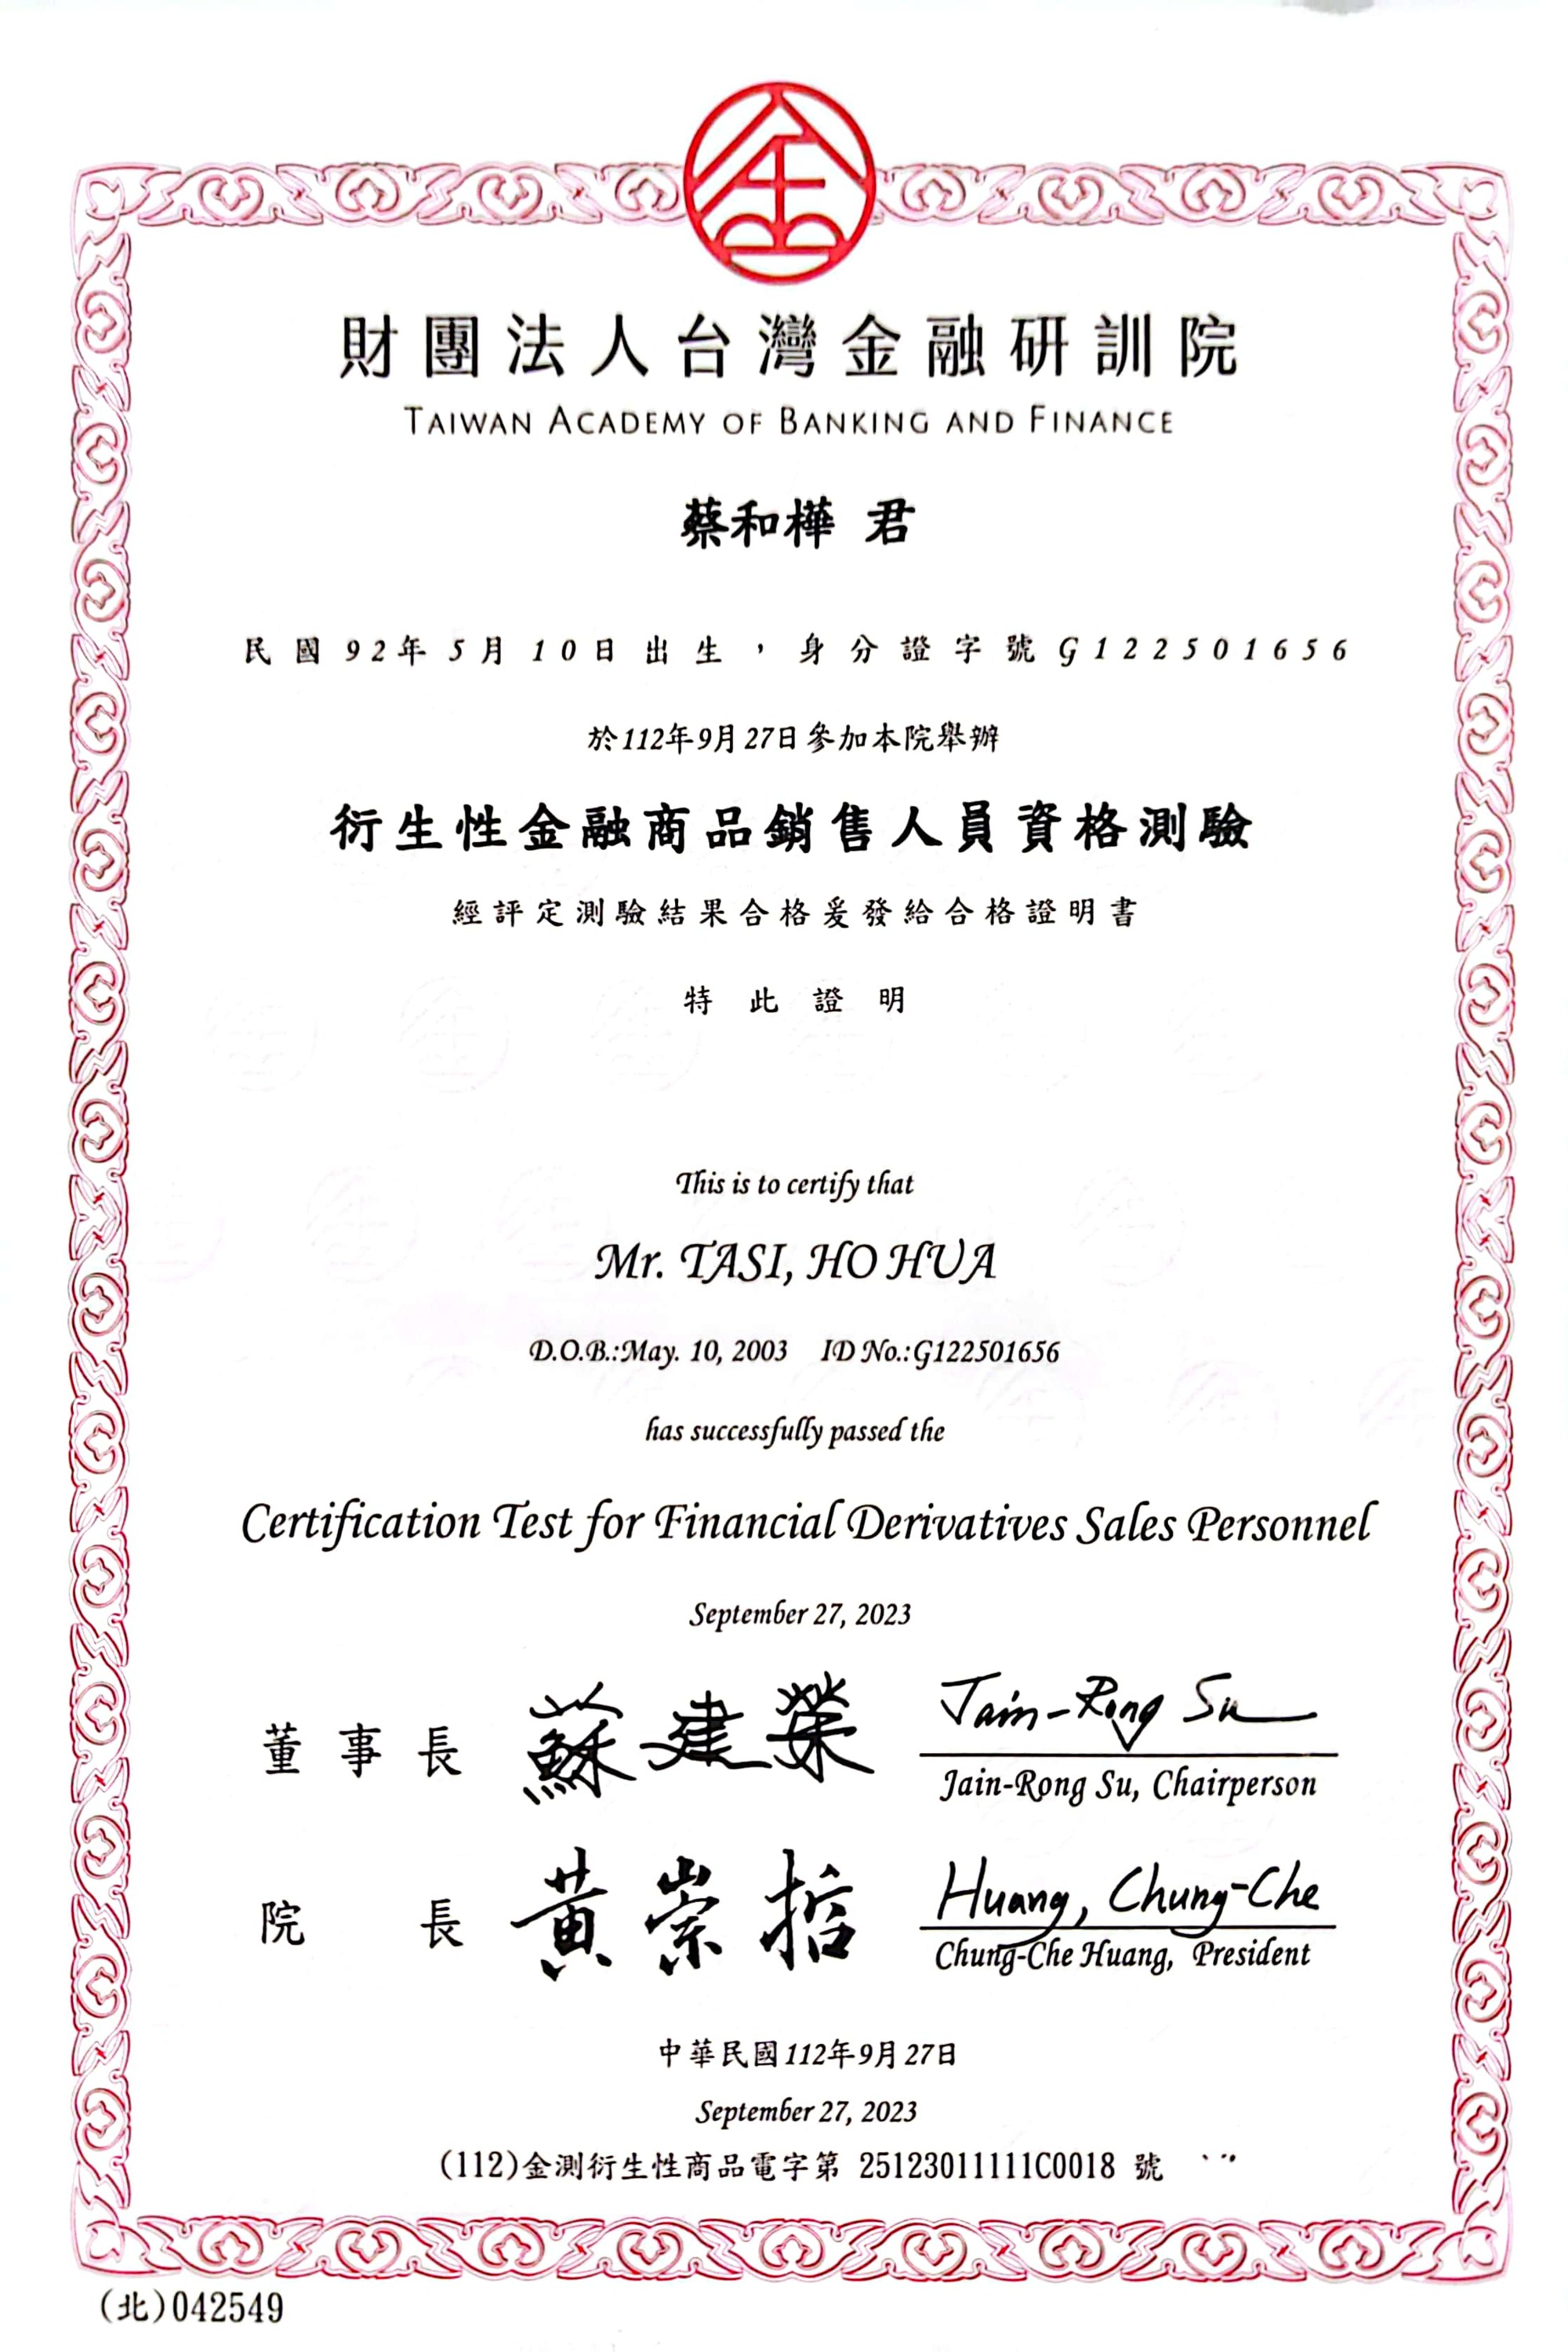 財團法人台灣金融研訓院
TAIWAN ACADEMY OF BANKING AND FINANCE
蔡和樺 君
民國92年5月10日出生，身分證字號G122501656
於112年9月27日參加本院舉辦
衍生性金融商品銷售人員資格測驗
經評定測驗結果合格爰發給合格證明書
特此證明
This is to certify that
Mr. TASI, HO HUA
D.O.B.:May. 10, 2003 ID No.:G122501656
has successfully passed the
Certification Test for Financial Derivatives Sales Personnel
September 27, 2023
Jain-Rong Su
董事長 蘇建榮
Jain-Rong Su, Chairperson
Huang, Chung-Che
院長 黃崇哲
Chung-Che Huang, President
中華民國112年9月27日
September 27, 2023
(112)金測衍生性商品電字第 25123011111C0018 號
(北)042549